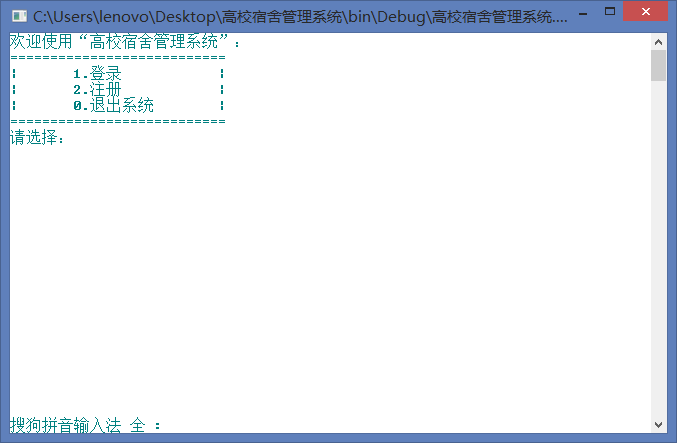 C:\Users\lenovo\Desktop\高校宿舍管理系统\bin\Debug\高校宿舍管理系统....
欢迎使用“高校宿舍管理系统”：
===========================
¦       1.登录            ¦
¦       2.注册            ¦
¦       0.退出系统        ¦
===========================
请选择：
搜狗拼音输入法 全 ：